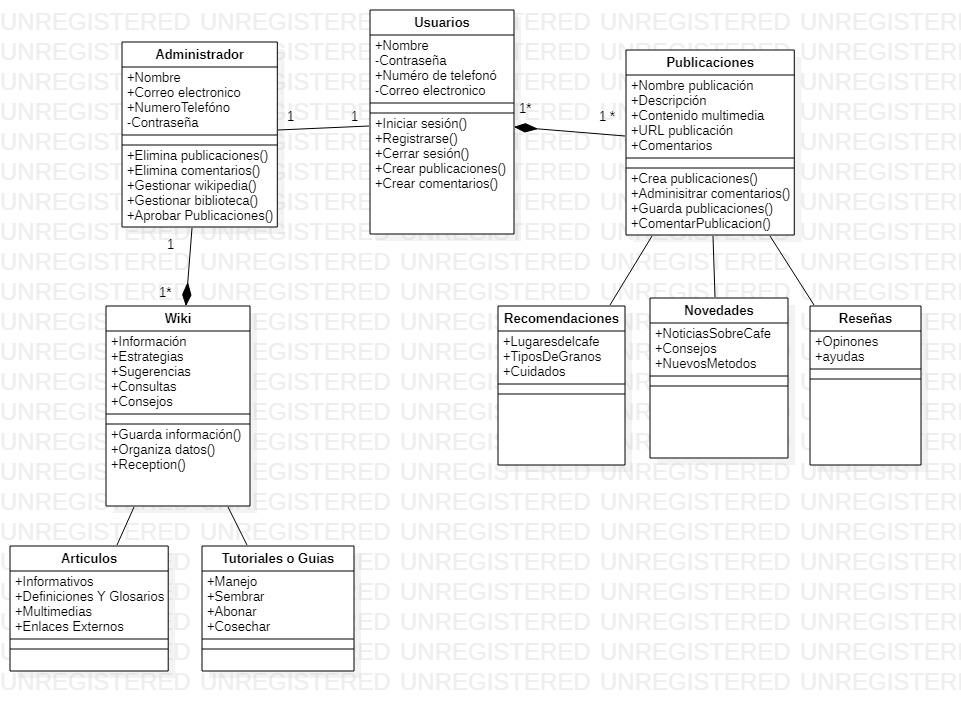 Administrador
+Nombre
+Correo electronico
+NumeroTelefóno
-Contraseña
+Elimina publicaciones()
+Elimina comentarios()
+Gestionar wikipedia()
+Gestionar biblioteca()
+Aprobar Publicaciones()
1
1
Usuarios
+Nombre
-Contraseña
+Numéro de telefonó
-Correo electronico
+Iniciar sesión()
+Registrarse()
+Cerrar sesión()
+Crear publicaciones()
+Crear comentarios()
1*
1 *
Publicaciones
+Nombre publicación
+Descripción
+Contenido multimedia
+URL publicación
+Comentarios
+Crea publicaciones()
+Adminisitrar comentarios()
+Guarda publicaciones()
+ComentarPublicacion()
1
1*
Wiki
+Información
+Estrategias
+Sugerencias
+Consultas
+Consejos
+Guarda información()
+Organiza datos()
+Reception()
Recomendaciones
+Lugaresdelcafe
+TiposDeGranos
+Cuidados
Novedades
+NoticiasSobreCafe
+Consejos
+NuevosMetodos
Reseñas
+Opinones
+ayudas
Articulos
+Informativos
+Definiciones Y Glosarios
+Multimedias
+Enlaces Externos
Tutoriales o Guias
+Manejo
+Sembrar
+Abonar
+Cosechar
UNREGISTERED